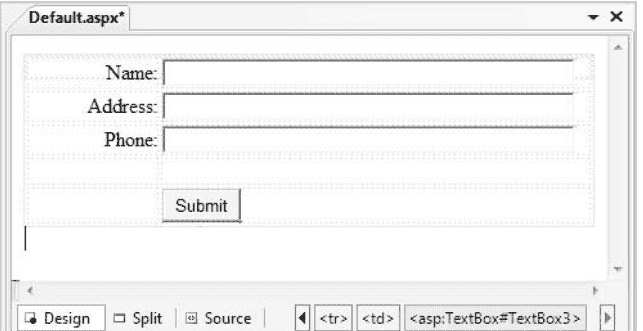 Default.aspx*
Name:
Address:
Phone:
Submit
Design Split Source <tr> <td> <asp:TextBox#TextBox3>